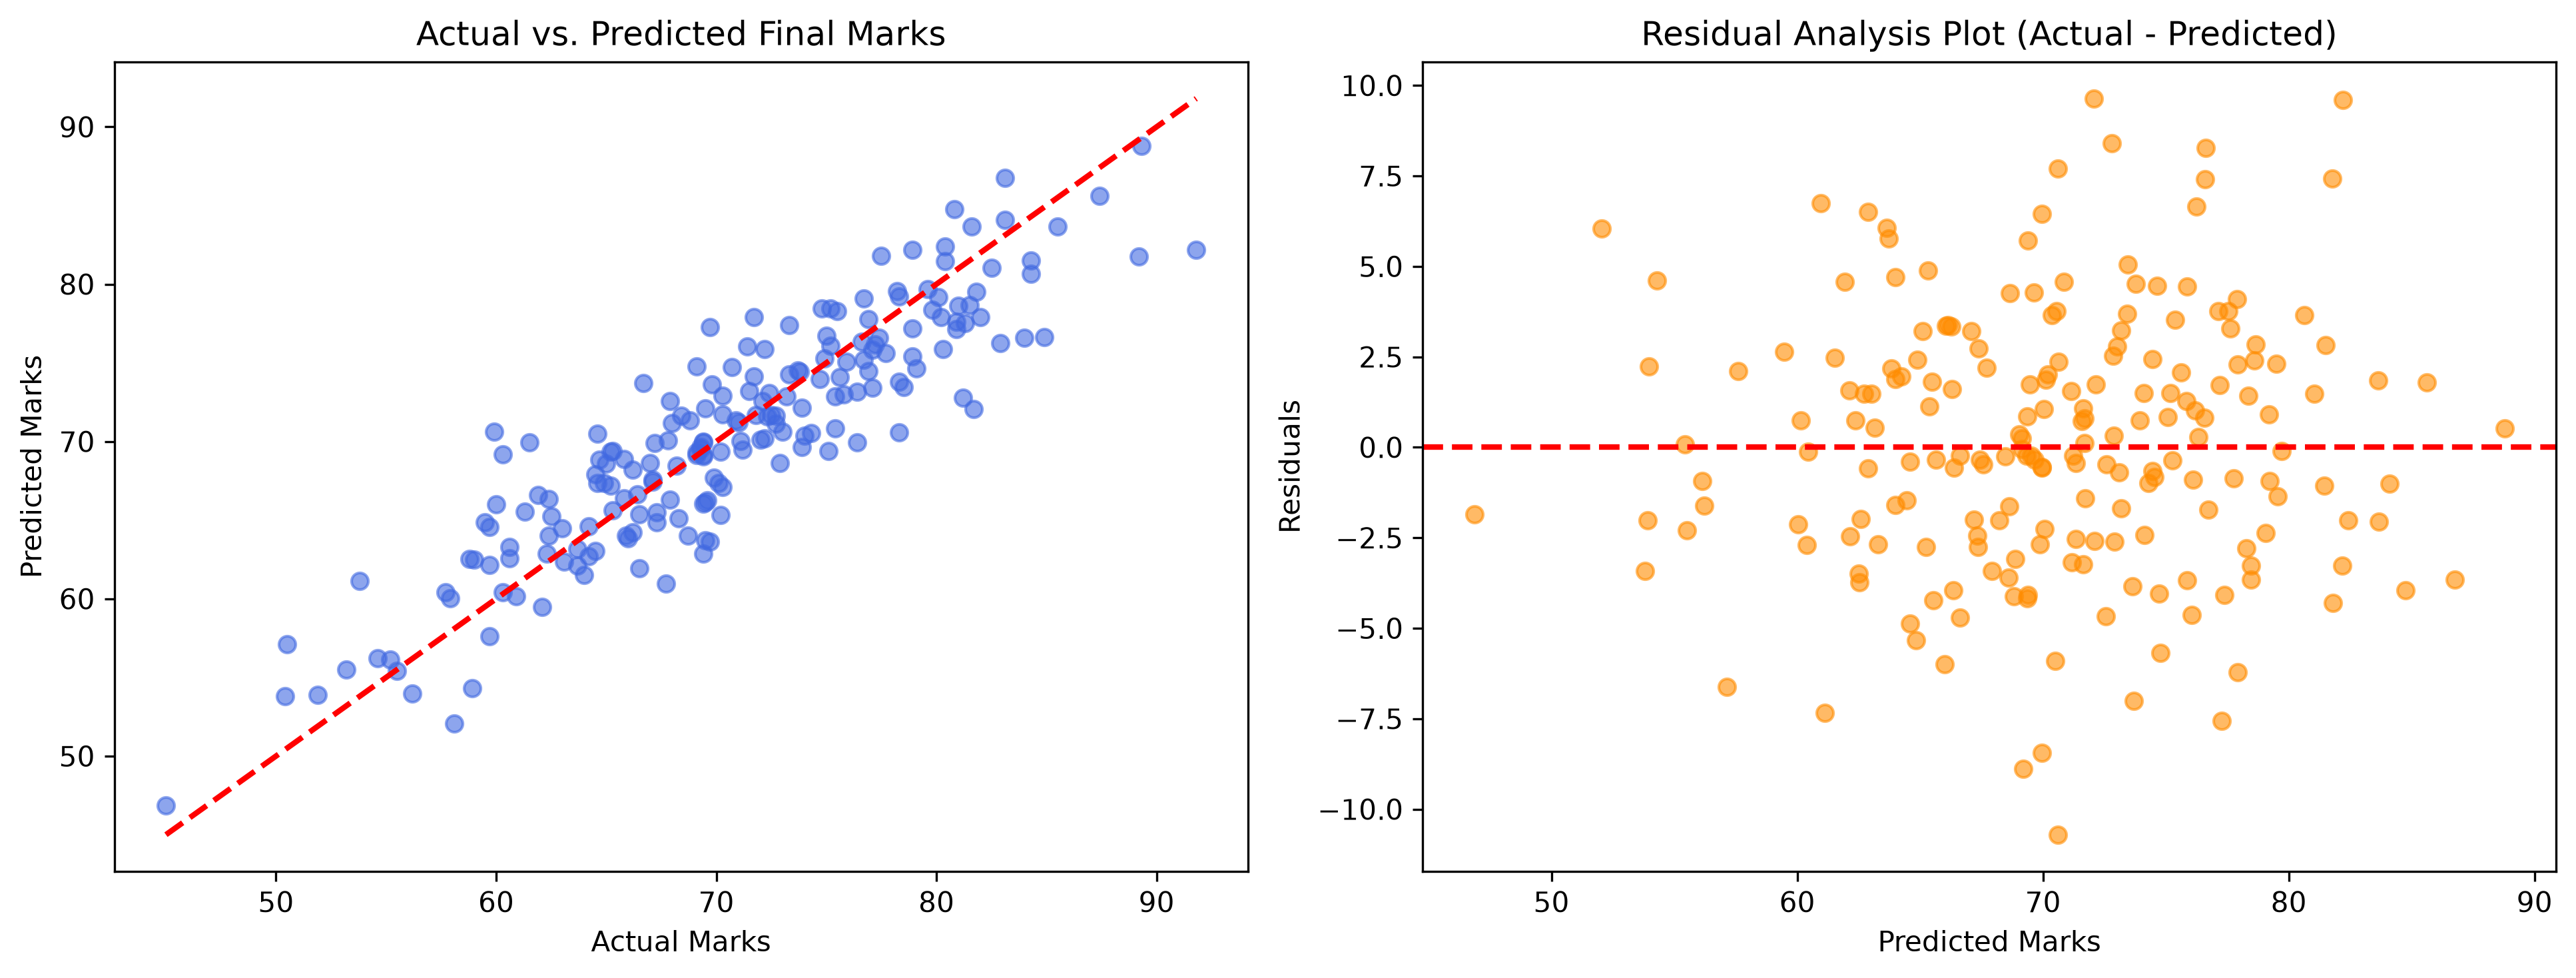 Actual vs. Predicted Final Marks
Predicted Marks
90
80
70
60
50
50 60 70 80 90
Actual Marks
Residual Analysis Plot (Actual - Predicted)
Residuals
10.0
7.5
5.0
2.5
0.0
−2.5
−5.0
−7.5
−10.0
50 60 70 80 90
Predicted Marks